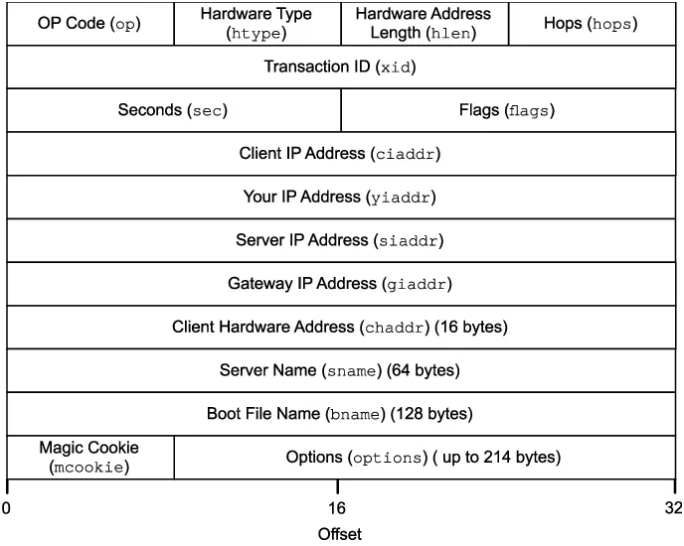 OP Code (op)
Hardware Type
(htype)
Hardware Address
Length (hlen)
Hops (hops)
Transaction ID (xid)
Seconds (sec)
Flags (flags)
Client IP Address (ciaddr)
Your IP Address (yiaddr)
Server IP Address (siaddr)
Gateway IP Address (giaddr)
Client Hardware Address (chaddr) (16 bytes)
Server Name (sname) (64 bytes)
Boot File Name (bname) (128 bytes)
Magic Cookie
(mcookie)
Options (options) ( up to 214 bytes)
0 16 32
Offset